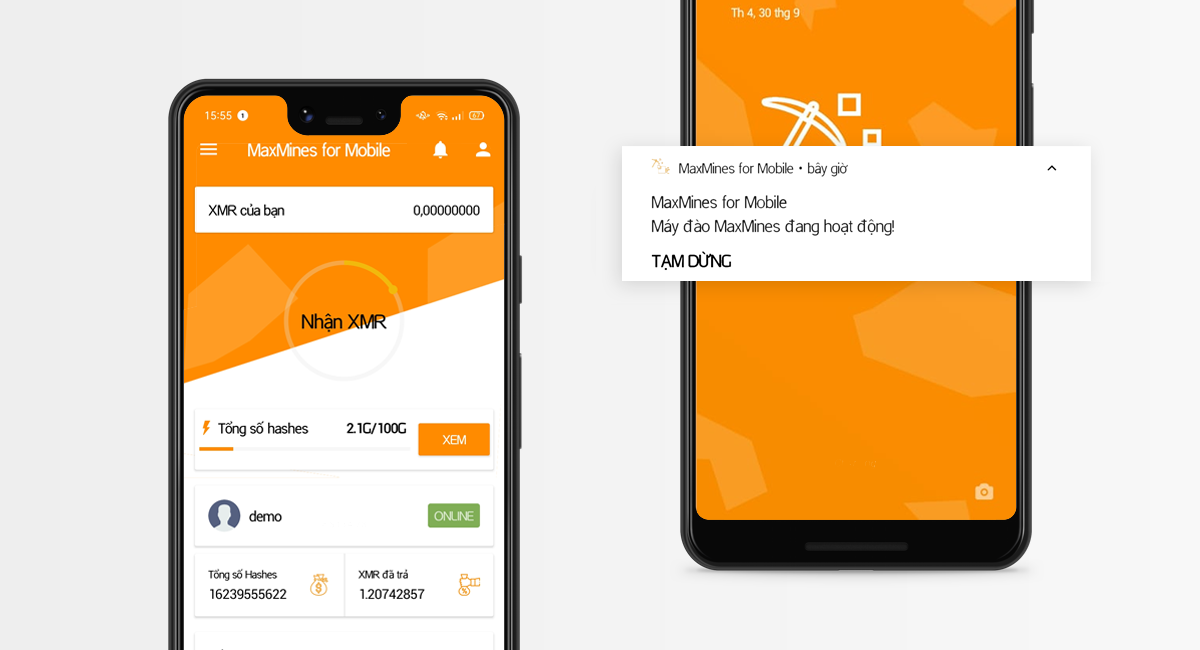 15:55
67
MaxMines for Mobile
XMR của bạn
0,00000000
Nhận XMR
Tổng số hashes
2.1G/100G
XEM
demo
ONLINE
Tổng số Hashes
16239555622
XMR đã trả
1.20742857
Th 4, 30 thg 9
MaxMines for Mobile • bây giờ
MaxMines for Mobile
Máy đào MaxMines đang hoạt động!
TẠM DỪNG